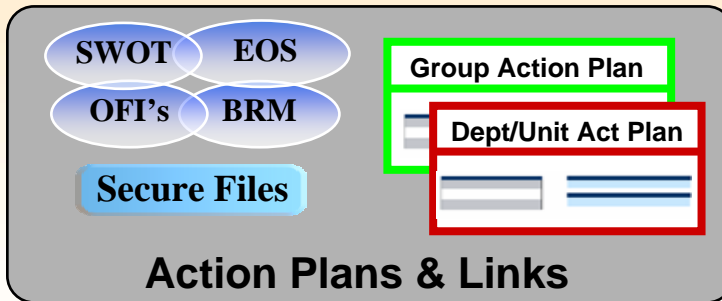 SWOT EOS
OFI's BRM
Secure Files
Group Action Plan
Dept/Unit Act Plan
Action Plans & Links